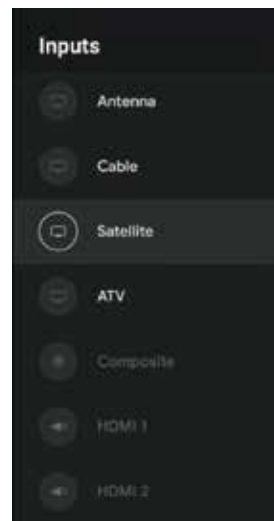 Inputs
Antenna
Cable
Satellite
ATV
Composite
HDMI 1
HDMI 2